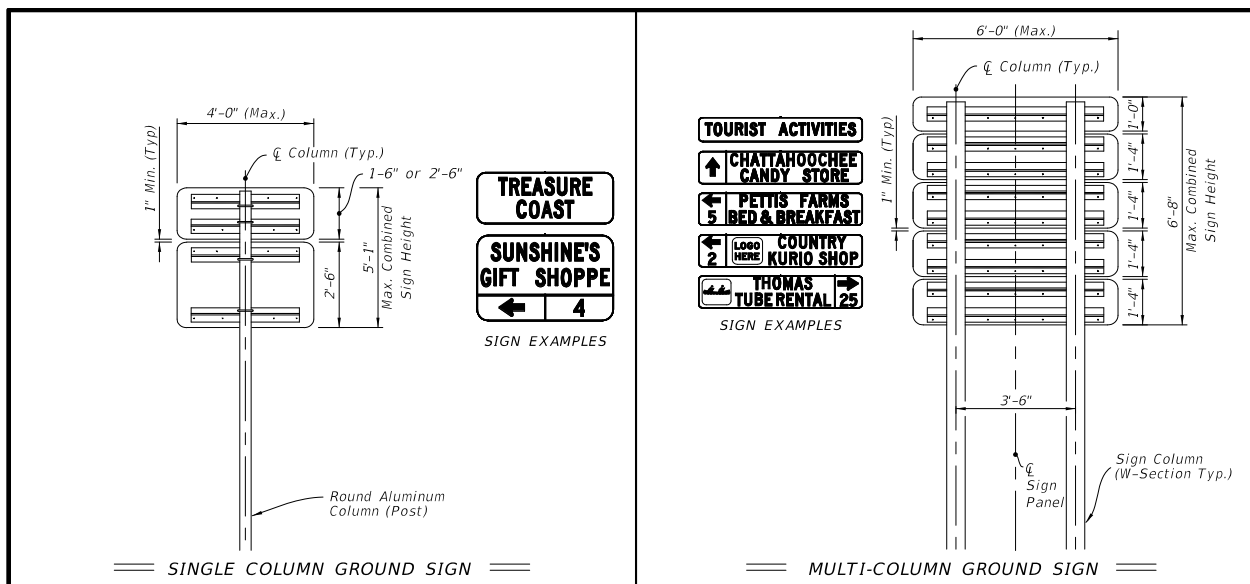 4'-0" (Max.)
℄ Column (Typ.)
1-6" or 2'-6"
1" Min. (Typ)
2'-6"
5'-1"
Max. Combined
Sign Height
TREASURE
COAST
SUNSHINE'S
GIFT SHOPPE
4
SIGN EXAMPLES
Round Aluminum
Column (Post)
SINGLE COLUMN GROUND SIGN
6'-0" (Max.)
℄ Column (Typ.)
TOURIST ACTIVITIES
CHATTAHOOCHEE
CANDY STORE
PETTIS FARMS
5 BED & BREAKFAST
LOGO COUNTRY
2 HERE KURIO SHOP
THOMAS
TUBE RENTAL 25
SIGN EXAMPLES
1" Min. (Typ)
1'-0"
1'-4"
1'-4"
1'-4"
1'-4"
6'-8"
Max. Combined
Sign Height
3'-6"
℄
Sign
Panel
Sign Column
(W-Section Typ.)
MULTI-COLUMN GROUND SIGN